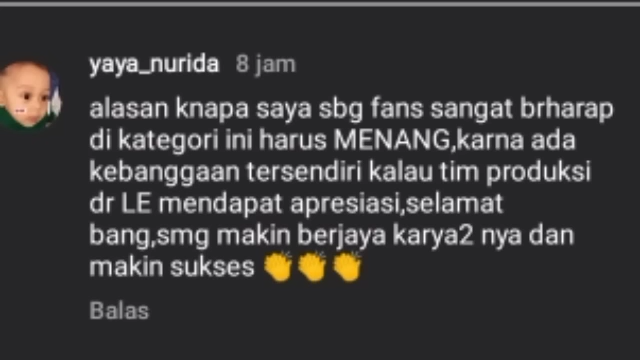 yaya_nurida 8 jam
alasan knapa saya sbg fans sangat brharap
di kategori ini harus MENANG,karna ada
kebanggaan tersendiri kalau tim produksi
dr LE mendapat apresiasi,selamat
bang,smg makin berjaya karya2 nya dan
makin sukses 👏👏👏
Balas